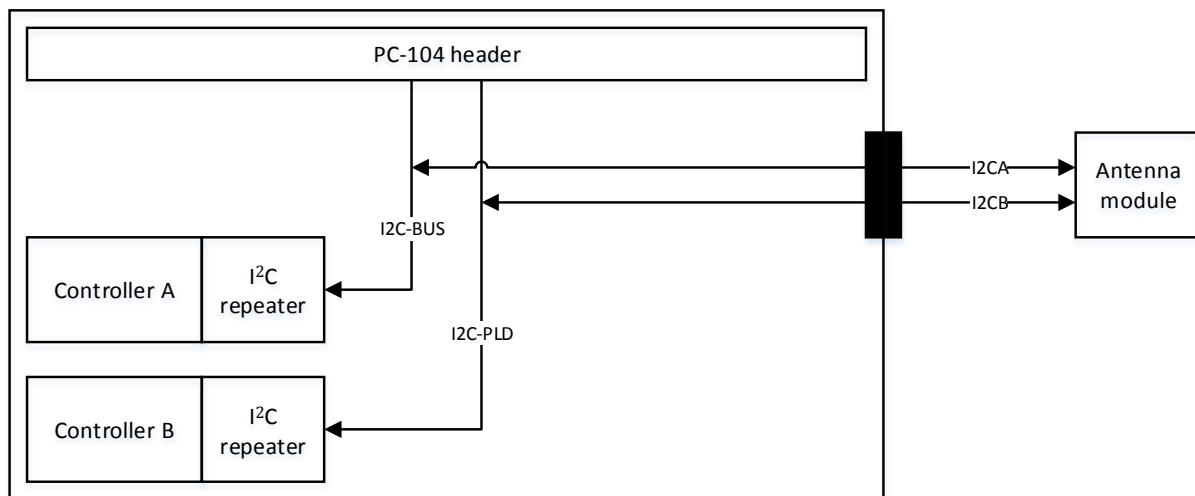 PC-104 header
I2CA
Antenna
module
I2CB
I2C-BUS
Controller A
I²C
repeater
I2C-PLD
Controller B
I²C
repeater